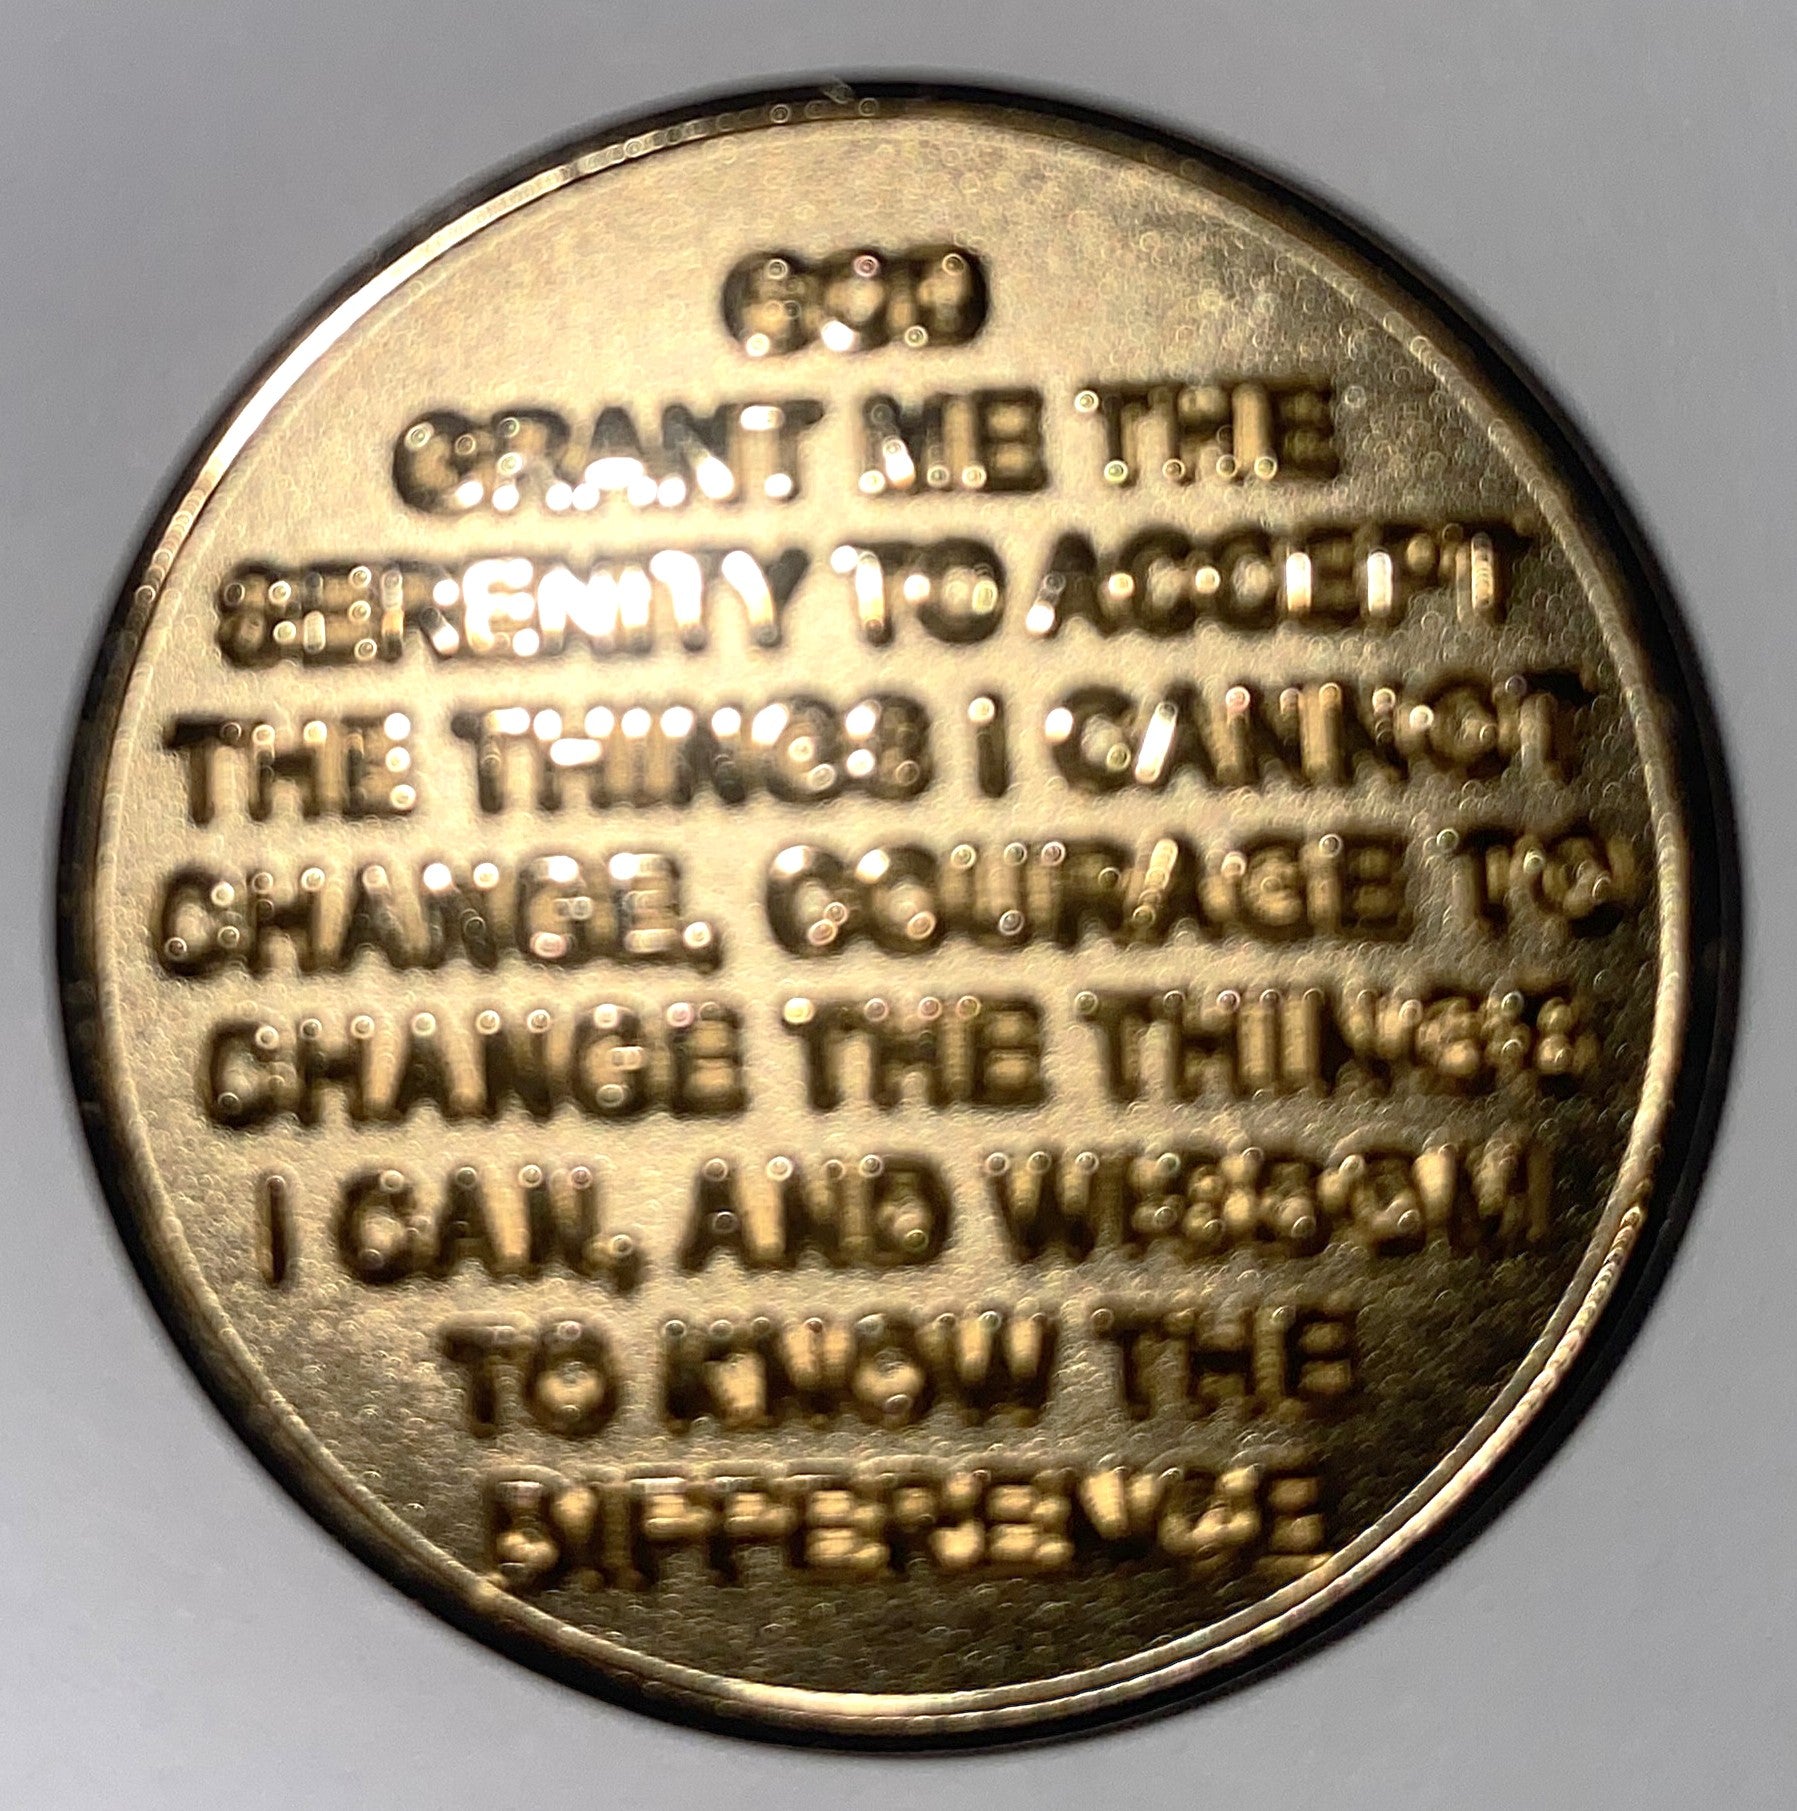 GOD
GRANT ME THE
SERENITY TO ACCEPT
THE THINGS I CANNOT
CHANGE, COURAGE TO
CHANGE THE THINGS
I CAN, AND WISDOM
TO KNOW THE
DIFFERENCE